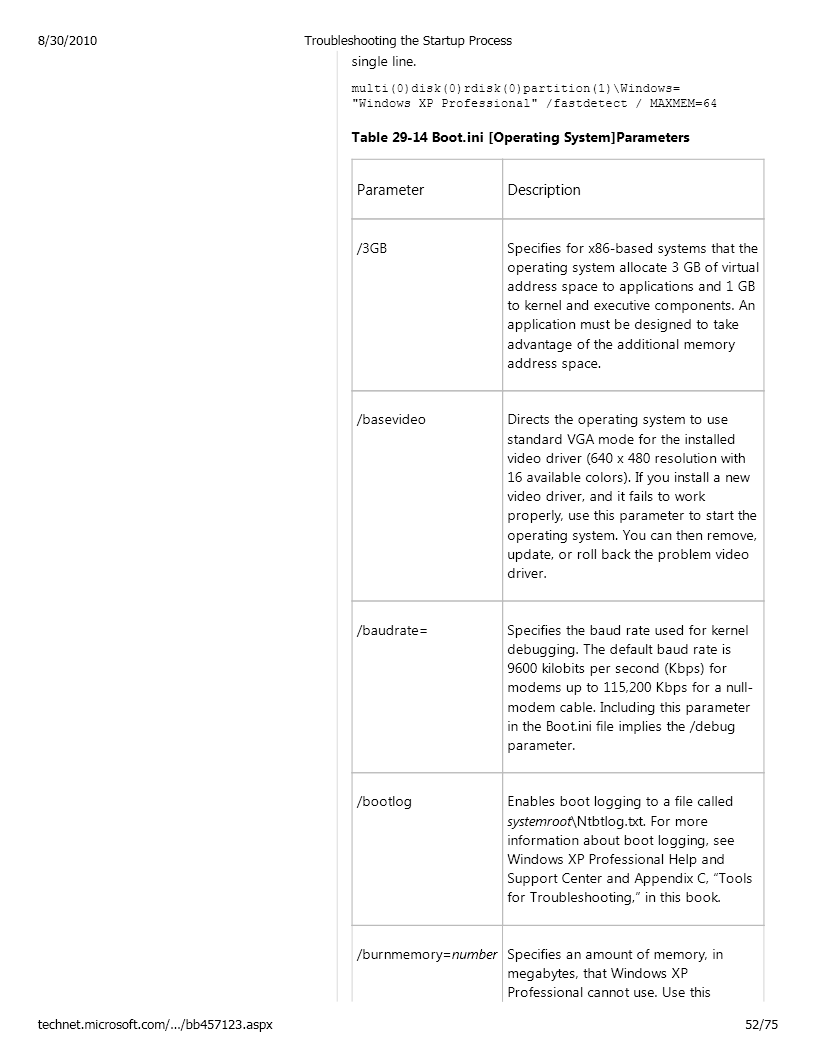 8/30/2010 Troubleshooting the Startup Process
single line.
multi(0)disk(0)rdisk(0)partition(1)\Windows=
"Windows XP Professional" /fastdetect / MAXMEM=64
Table 29-14 Boot.ini [Operating System]Parameters
Parameter Description
/3GB Specifies for x86-based systems that the
operating system allocate 3 GB of virtual
address space to applications and 1 GB
to kernel and executive components. An
application must be designed to take
advantage of the additional memory
address space.
/basevideo Directs the operating system to use
standard VGA mode for the installed
video driver (640 x 480 resolution with
16 available colors). If you install a new
video driver, and it fails to work
properly, use this parameter to start the
operating system. You can then remove,
update, or roll back the problem video
driver.
/baudrate= Specifies the baud rate used for kernel
debugging. The default baud rate is
9600 kilobits per second (Kbps) for
modems up to 115,200 Kbps for a null-
modem cable. Including this parameter
in the Boot.ini file implies the /debug
parameter.
/bootlog Enables boot logging to a file called
systemroot\Ntbtlog.txt. For more
information about boot logging, see
Windows XP Professional Help and
Support Center and Appendix C, “Tools
for Troubleshooting,” in this book.
/burnmemory=number Specifies an amount of memory, in
megabytes, that Windows XP
Professional cannot use. Use this
technet.microsoft.com/.../bb457123.aspx 52/75